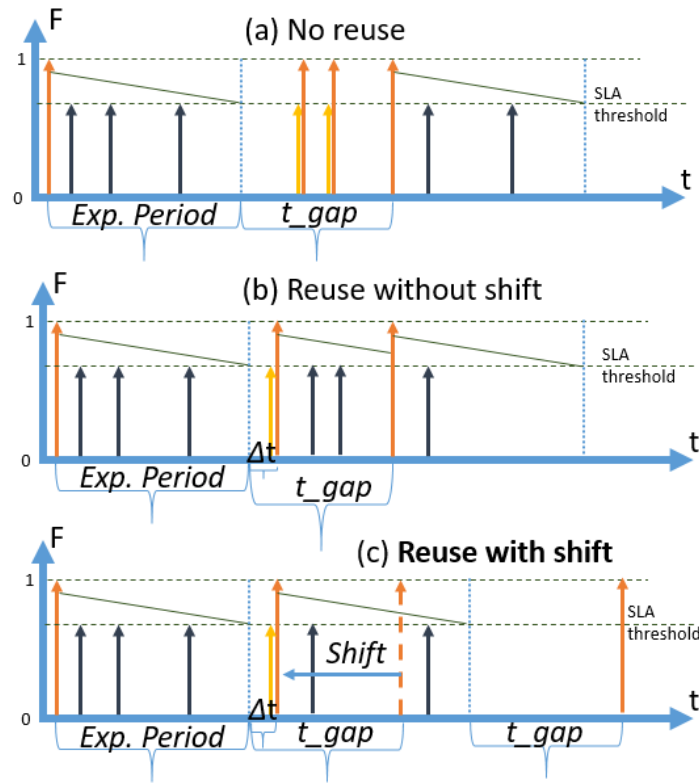 F
(a) No reuse
1
SLA
threshold
t
0
Exp. Period
t_gap
F
(b) Reuse without shift
1
SLA
threshold
t
Δt
0
Exp. Period
t_gap
F
(c) Reuse with shift
1
SLA
threshold
Shift
t
Δt
0
Exp. Period
t_gap
t_gap